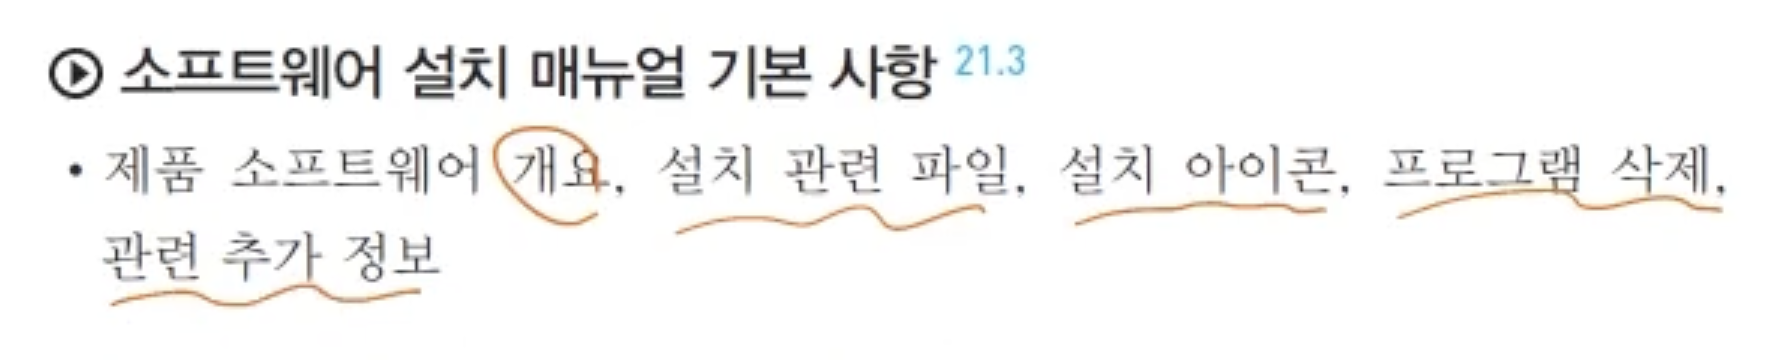 소프트웨어 설치 매뉴얼 기본 사항 21.3
• 제품 소프트웨어 개요, 설치 관련 파일, 설치 아이콘, 프로그램 삭제,
관련 추가 정보